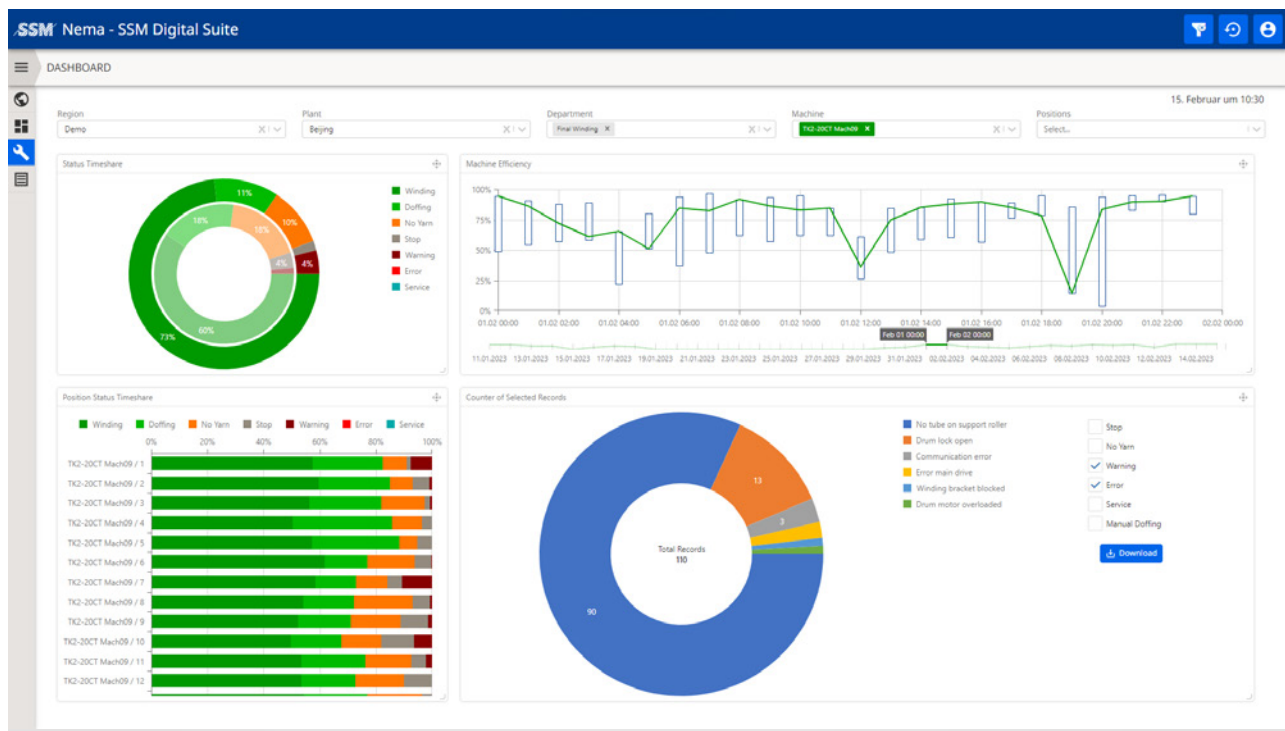 SSM Nema - SSM Digital Suite
DASHBOARD
15. Februar um 10:30
Region
Demo
Plant
Beijing
Department
Final Winding X
Machine
TK2-20CT Mach09 X
Positions
Select...
Status Timeshare
11%
10%
18%
18%
4%
4%
60%
73%
Winding
Doffing
No Yarn
Stop
Warning
Error
Service
Machine Efficiency
100%
75%
50%
25%
0%
01.02 00:00 01.02 02:00 01.02 04:00 01.02 06:00 01.02 08:00 01.02 10:00 01.02 12:00 01.02 14:00 01.02 16:00 01.02 18:00 01.02 20:00 01.02 22:00 02.02 00:00
Feb 01 00:00 Feb 02 00:00
11.01.2023 13.01.2023 15.01.2023 17.01.2023 19.01.2023 21.01.2023 23.01.2023 25.01.2023 27.01.2023 29.01.2023 31.01.2023 02.02.2023 04.02.2023 06.02.2023 08.02.2023 10.02.2023 12.02.2023 14.02.2023
Position Status Timeshare
Winding Doffing No Yarn Stop Warning Error Service
0% 20% 40% 60% 80% 100%
TK2-20CT Mach09 / 1
TK2-20CT Mach09 / 2
TK2-20CT Mach09 / 3
TK2-20CT Mach09 / 4
TK2-20CT Mach09 / 5
TK2-20CT Mach09 / 6
TK2-20CT Mach09 / 7
TK2-20CT Mach09 / 8
TK2-20CT Mach09 / 9
TK2-20CT Mach09 / 10
TK2-20CT Mach09 / 11
TK2-20CT Mach09 / 12
Counter of Selected Records
13
3
90
Total Records
110
No tube on support roller
Drum lock open
Communication error
Error main drive
Winding bracket blocked
Drum motor overloaded
Stop
No Yarn
Warning
Error
Service
Manual Doffing
Download